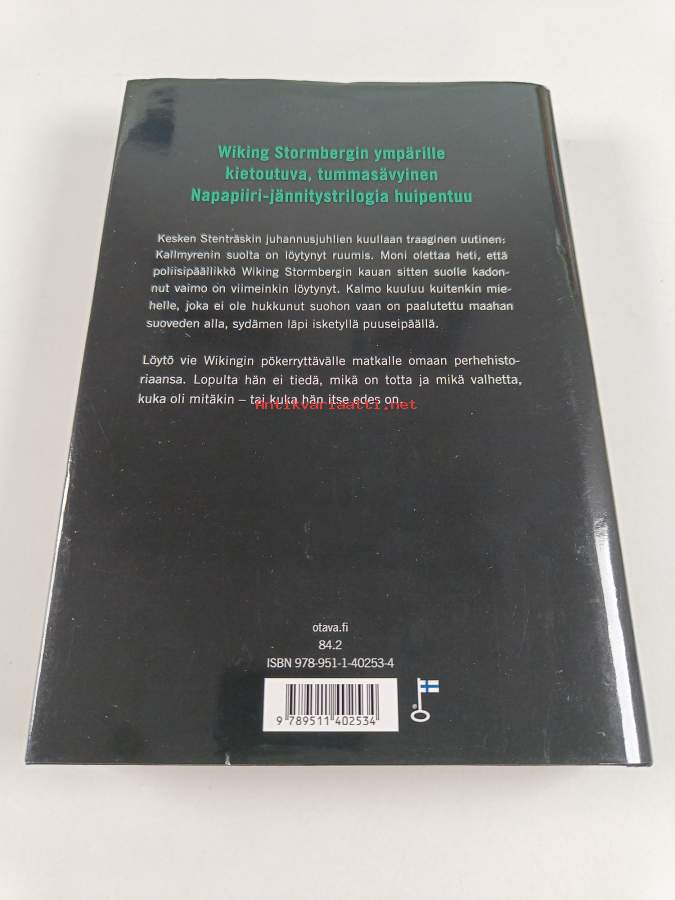 Wiking Stormbergin ympärille
kietoutuva, tummasävyinen
Napapiiri-jännitystrilogia huipentuu
Kesken Stenträskin juhannusjuhlien kuullaan traaginen uutinen:
Kallmyrenin suolta on löytynyt ruumis. Moni olettaa heti, että
poliisipäällikkö Wiking Stormbergin kauan sitten suolle kadon-
nut vaimo on viimeinkin löytynyt. Kalmo kuuluu kuitenkin mie-
helle, joka ei ole hukkunut suohon vaan on paalutettu maahan
suoveden alla, sydämen läpi isketyllä puuseipäällä.
Löytö vie Wikingin pökerryttävälle matkalle omaan perhehisto-
riaansa. Lopulta hän ei tiedä, mikä on totta ja mikä valhetta,
kuka oli mitäkin – tai kuka hän itse edes on.
Antikvariaatti.net
otava.fi
84.2
ISBN 978-951-1-40253-4
9 789511 402534